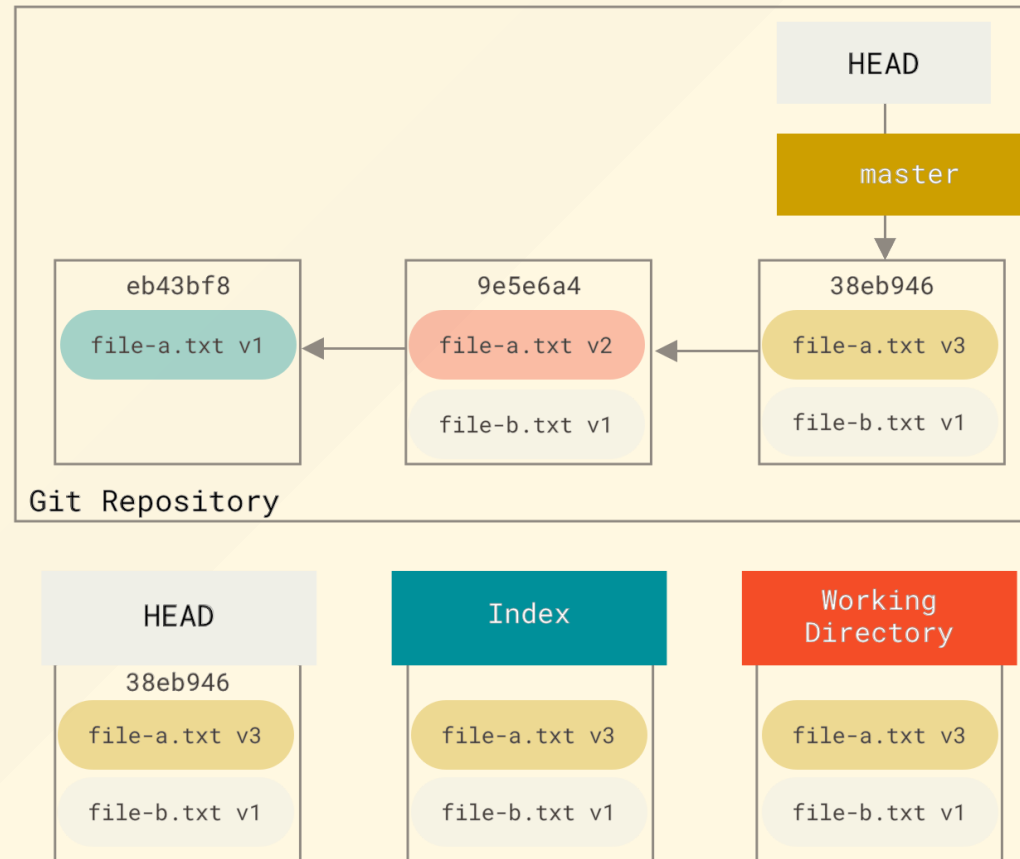 HEAD
master
eb43bf8
9e5e6a4
38eb946
file-a.txt v1
file-a.txt v2
file-a.txt v3
file-b.txt v1
file-b.txt v1
Git Repository
HEAD
Index
Working
Directory
38eb946
file-a.txt v3
file-a.txt v3
file-a.txt v3
file-b.txt v1
file-b.txt v1
file-b.txt v1